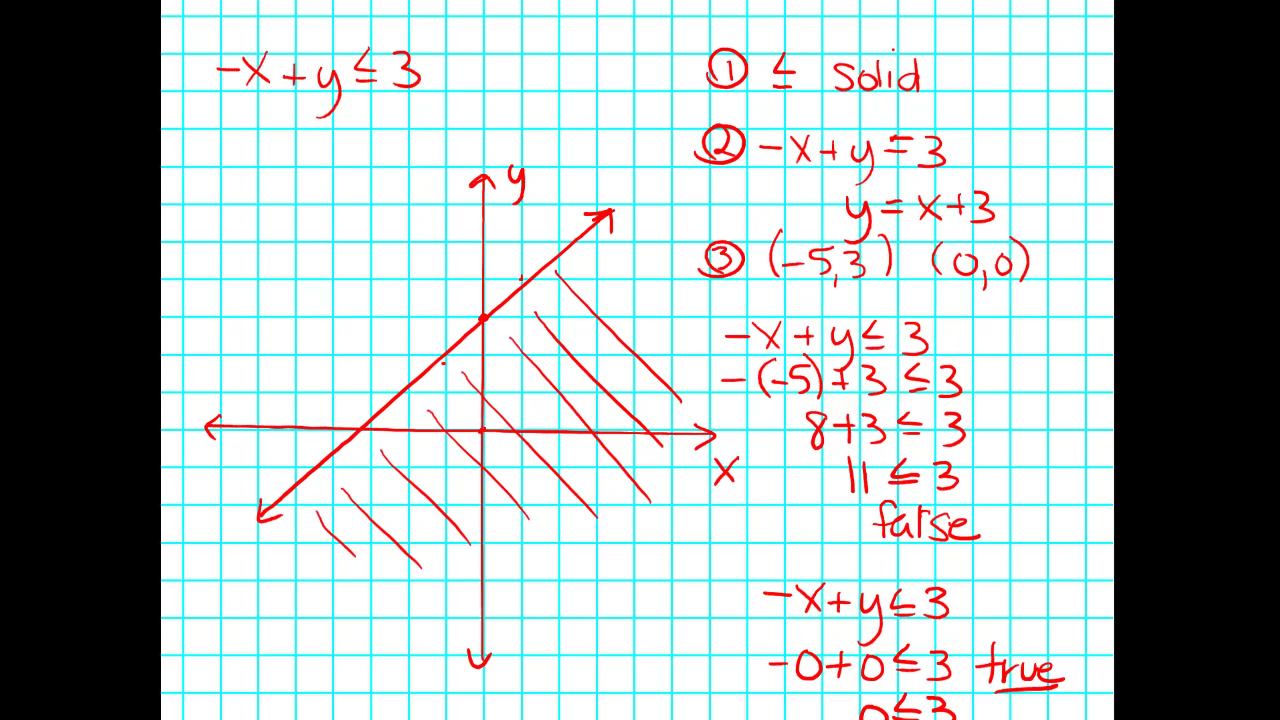 -x + y ≤ 3
① ≤ solid
② -x + y = 3
y = x + 3
③ (-5,3) (0,0)
-x + y ≤ 3
-(-5) + 3 ≤ 3
8 + 3 ≤ 3
11 ≤ 3
false
-x + y ≤ 3
-0 + 0 ≤ 3 true
0 ≤ 3
y
x